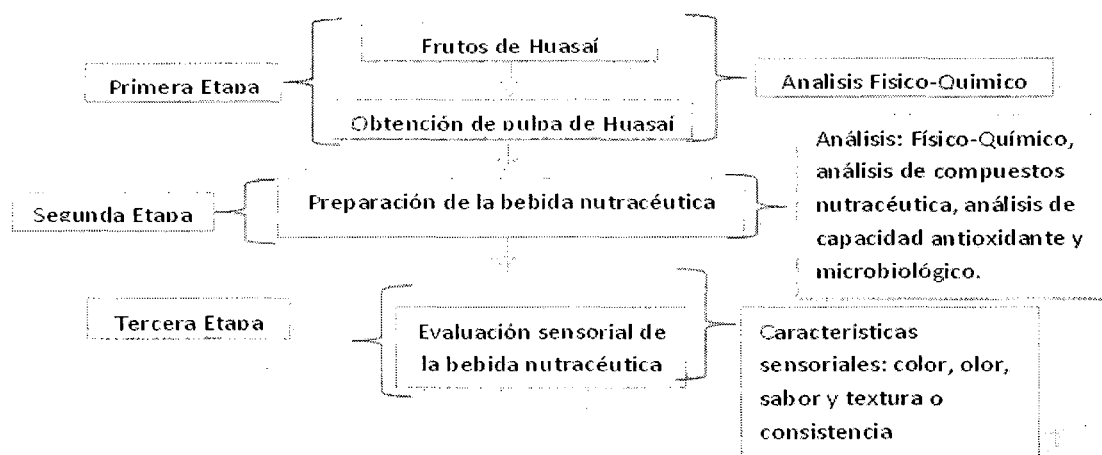 Frutos de Huasaí
Primera Etapa
Analisis Fisico-Químico
Obtención de pulpa de Huasaí
Análisis: Físico-Químico,
análisis de compuestos
nutracéutica, análisis de
capacidad antioxidante y
microbiológico.
Segunda Etapa
Preparación de la bebida nutracéutica
Tercera Etapa
Evaluación sensorial de
la bebida nutracéutica
Características
sensoriales: color, olor,
sabor y textura o
consistencia